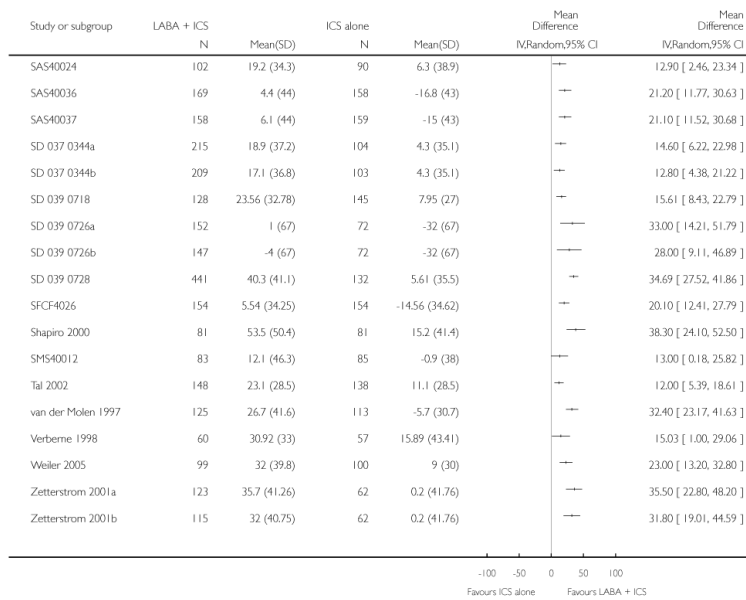 Study or subgroup LABA + ICS ICS alone Mean Difference Mean Difference
N Mean(SD) N Mean(SD) IV,Random,95% CI IV,Random,95% CI
SAS40024 102 19.2 (34.3) 90 6.3 (38.9) 12.90 [ 2.46, 23.34 ]
SAS40036 169 4.4 (44) 158 -16.8 (43) 21.20 [ 11.77, 30.63 ]
SAS40037 158 6.1 (44) 159 -15 (43) 21.10 [ 11.52, 30.68 ]
SD 037 0344a 215 18.9 (37.2) 104 4.3 (35.1) 14.60 [ 6.22, 22.98 ]
SD 037 0344b 209 17.1 (36.8) 103 4.3 (35.1) 12.80 [ 4.38, 21.22 ]
SD 039 0718 128 23.56 (32.78) 145 7.95 (27) 15.61 [ 8.43, 22.79 ]
SD 039 0726a 152 1 (67) 72 -32 (67) 33.00 [ 14.21, 51.79 ]
SD 039 0726b 147 -4 (67) 72 -32 (67) 28.00 [ 9.11, 46.89 ]
SD 039 0728 441 40.3 (41.1) 132 5.61 (35.5) 34.69 [ 27.52, 41.86 ]
SFCF4026 154 5.54 (34.25) 154 -14.56 (34.62) 20.10 [ 12.41, 27.79 ]
Shapiro 2000 81 53.5 (50.4) 81 15.2 (41.4) 38.30 [ 24.10, 52.50 ]
SMS40012 83 12.1 (46.3) 85 -0.9 (38) 13.00 [ 0.18, 25.82 ]
Tal 2002 148 23.1 (28.5) 138 11.1 (28.5) 12.00 [ 5.39, 18.61 ]
van der Molen 1997 125 26.7 (41.6) 113 -5.7 (30.7) 32.40 [ 23.17, 41.63 ]
Verberne 1998 60 30.92 (33) 57 15.89 (43.41) 15.03 [ 1.00, 29.06 ]
Weiler 2005 99 32 (39.8) 100 9 (30) 23.00 [ 13.20, 32.80 ]
Zetterstrom 2001a 123 35.7 (41.26) 62 0.2 (41.76) 35.50 [ 22.80, 48.20 ]
Zetterstrom 2001b 115 32 (40.75) 62 0.2 (41.76) 31.80 [ 19.01, 44.59 ]
-100 -50 0 50 100
Favours ICS alone Favours LABA + ICS